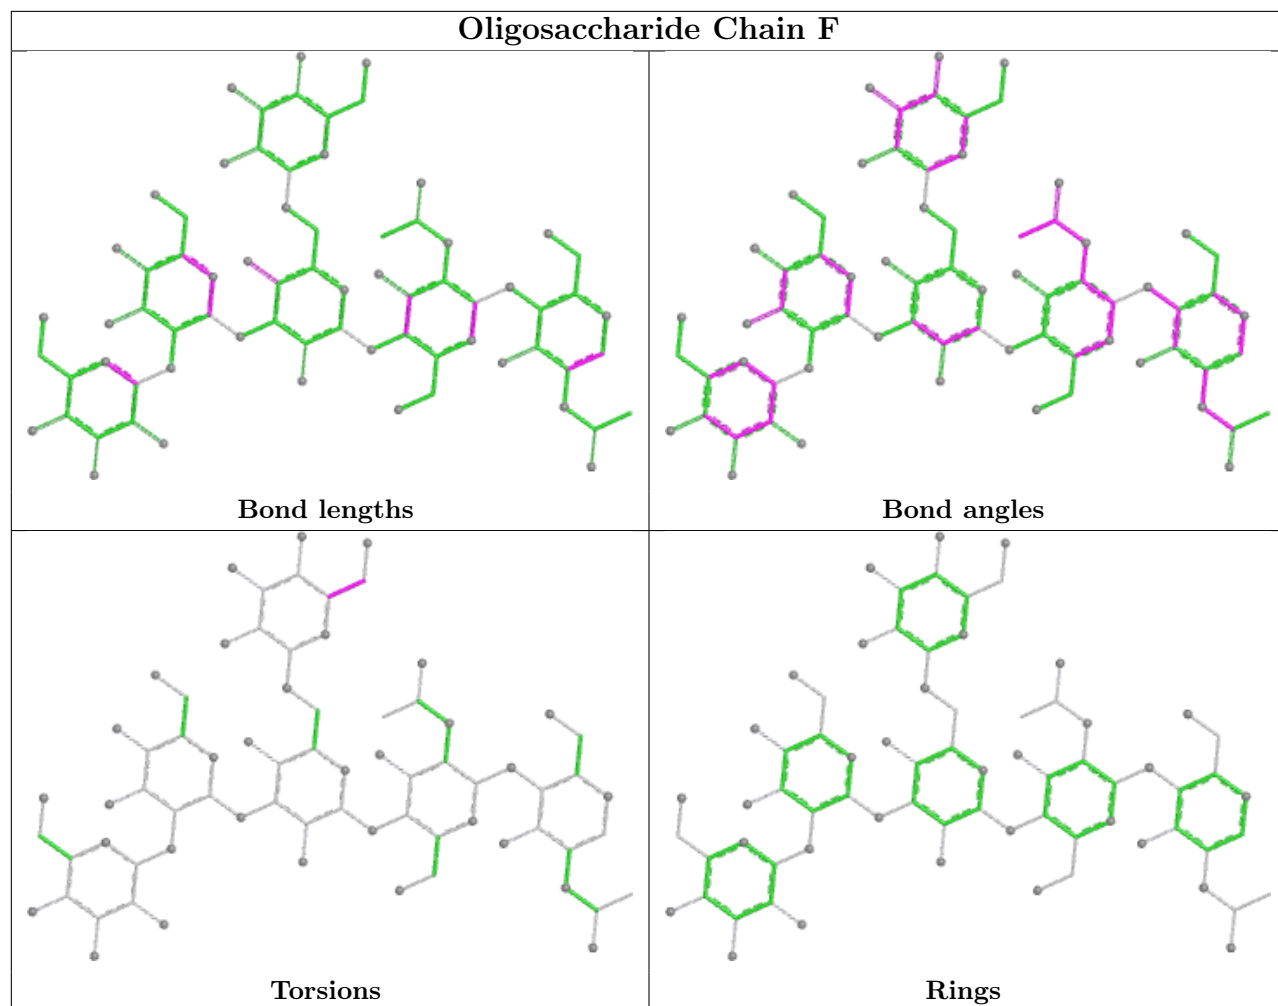 Oligosaccharide Chain F
Bond lengths
Bond angles
Torsions
Rings